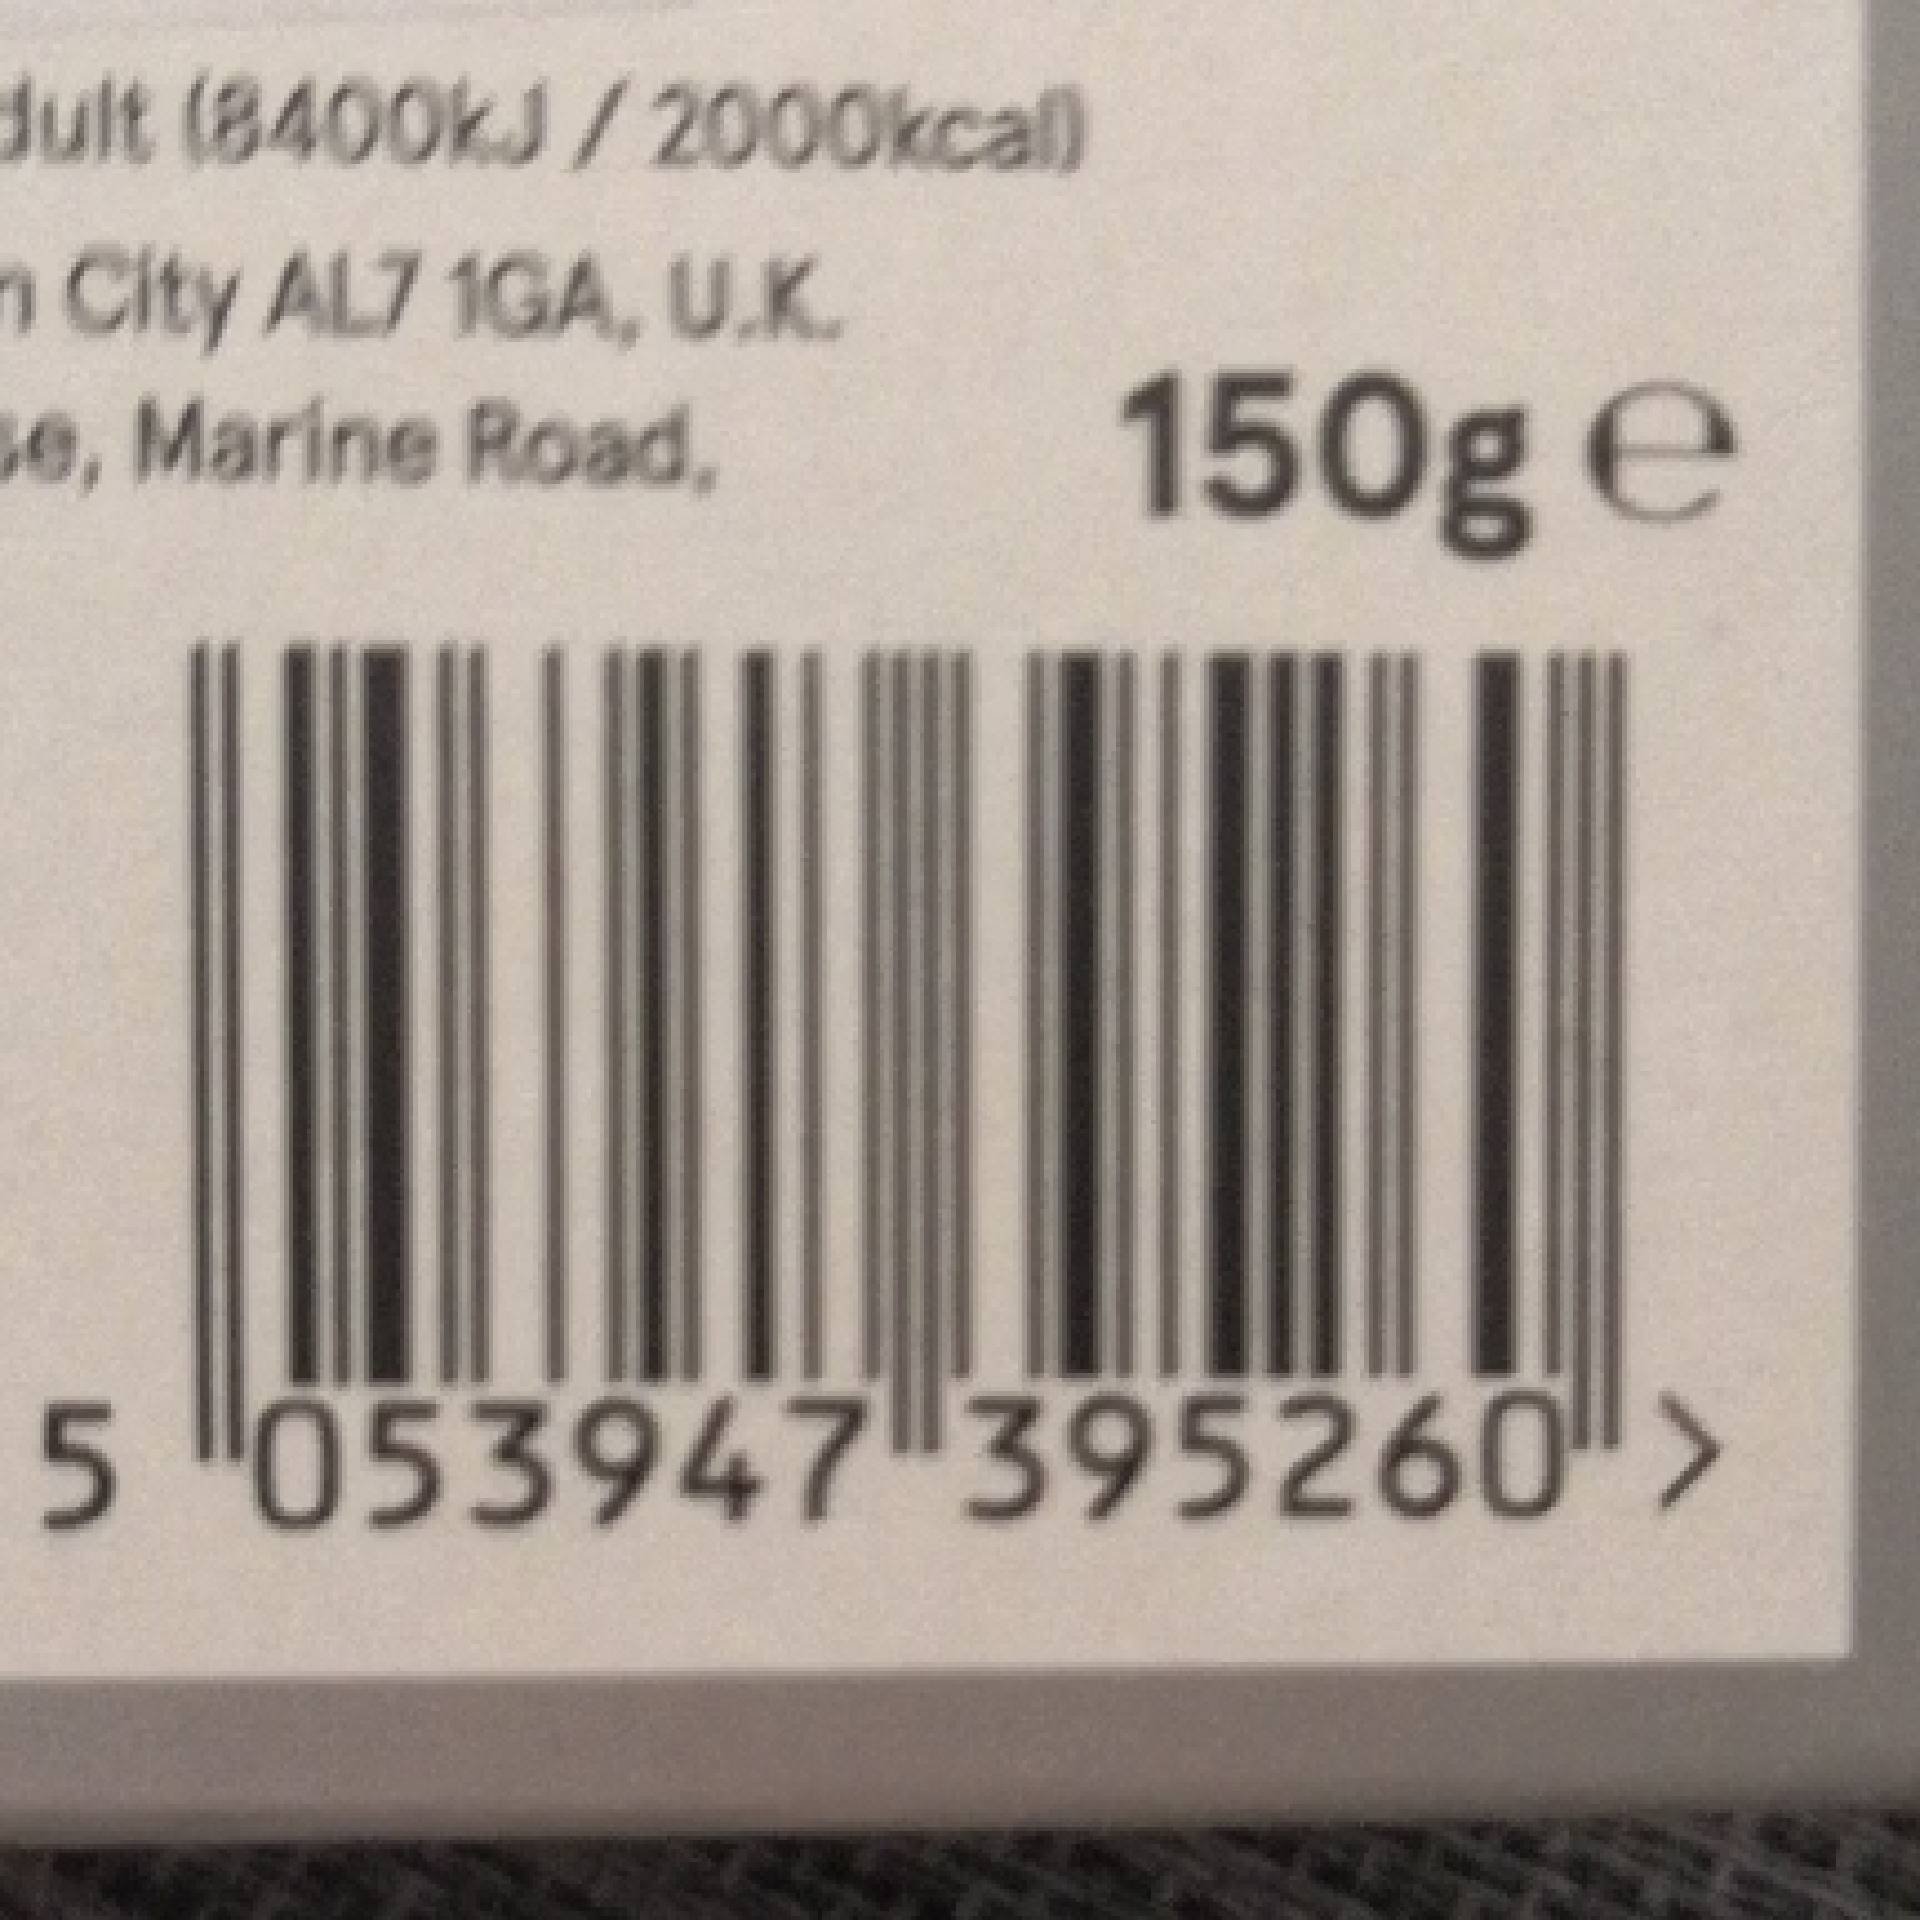 dult (8400kJ / 2000kcal)
n City AL7 1GA, U.K.
se, Marine Road,
150g ℮
5 053947 395260 >